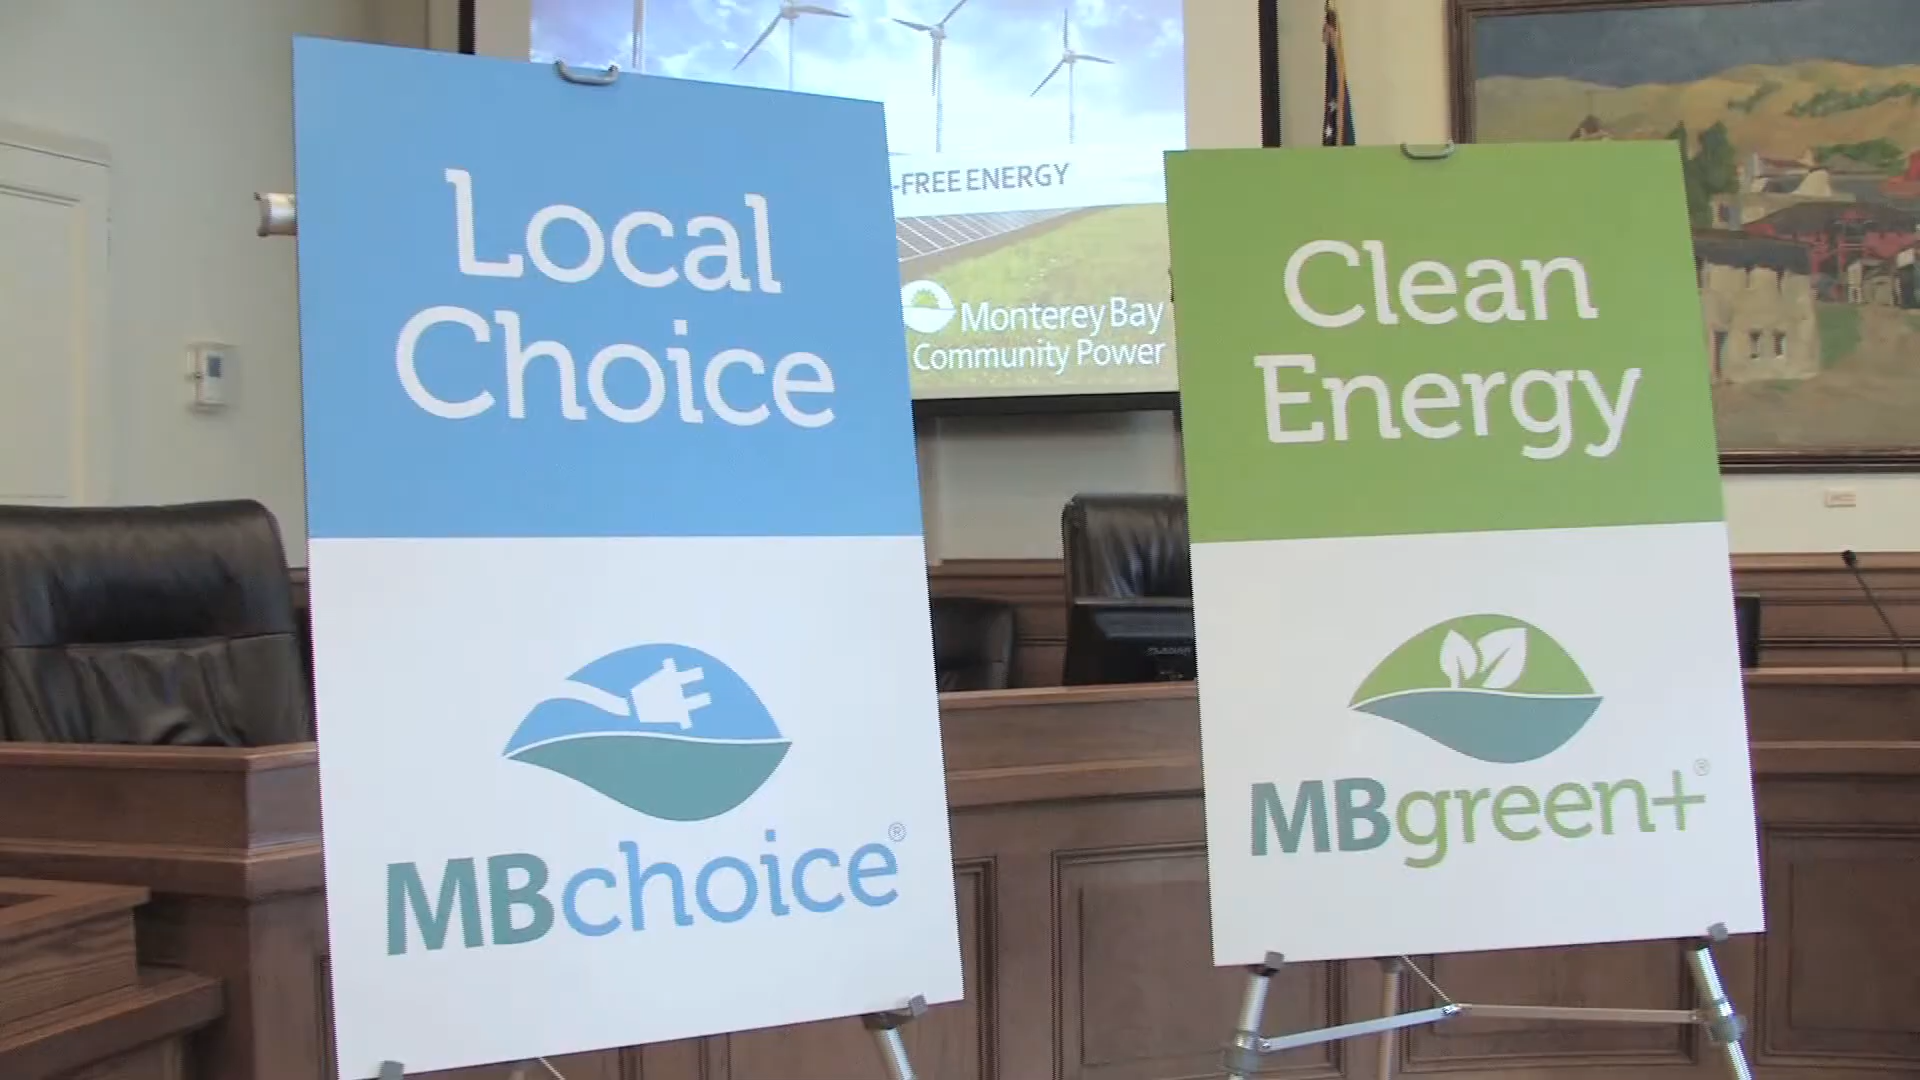 Local
Choice
MBchoice®
-FREE ENERGY
Monterey Bay
Community Power
Clean
Energy
MBgreen+®